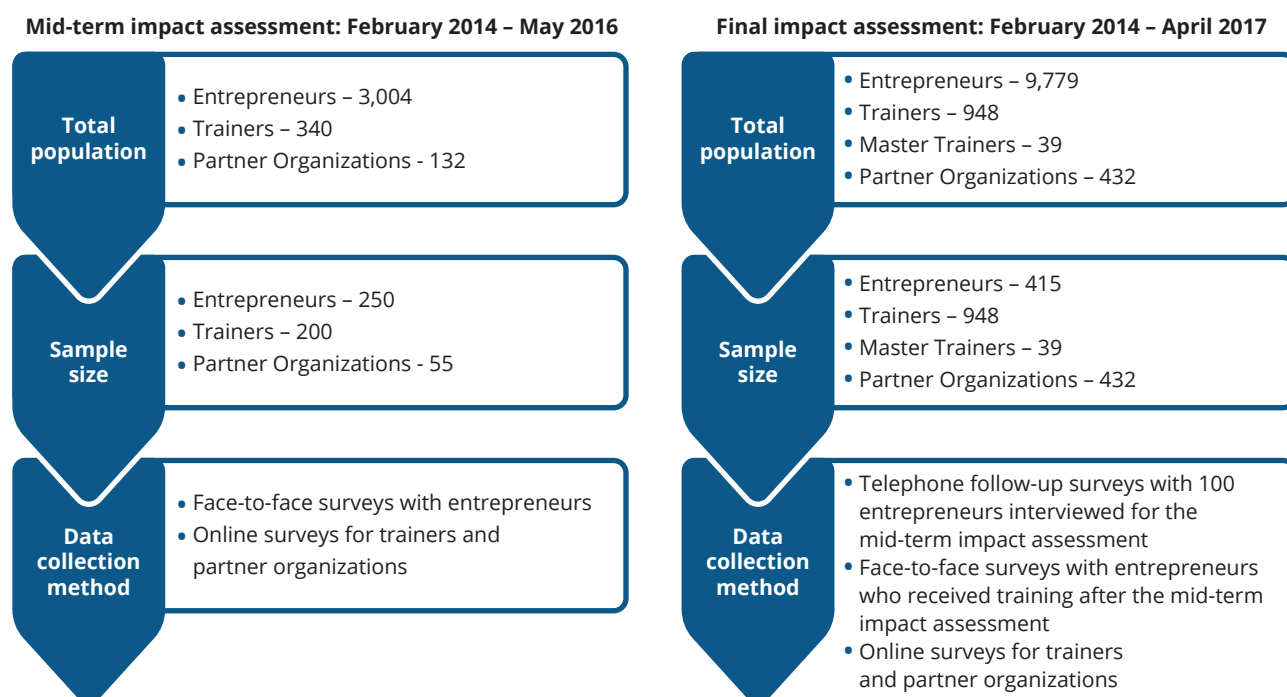 Mid-term impact assessment: February 2014 – May 2016
Total
population
• Entrepreneurs – 3,004
• Trainers – 340
• Partner Organizations - 132
Sample
size
• Entrepreneurs – 250
• Trainers – 200
• Partner Organizations - 55
Data
collection
method
• Face-to-face surveys with entrepreneurs
• Online surveys for trainers and
partner organizations
Final impact assessment: February 2014 – April 2017
Total
population
• Entrepreneurs – 9,779
• Trainers – 948
• Master Trainers – 39
• Partner Organizations – 432
Sample
size
• Entrepreneurs – 415
• Trainers – 948
• Master Trainers – 39
• Partner Organizations – 432
Data
collection
method
• Telephone follow-up surveys with 100
entrepreneurs interviewed for the
mid-term impact assessment
• Face-to-face surveys with entrepreneurs
who received training after the mid-term
impact assessment
• Online surveys for trainers
and partner organizations